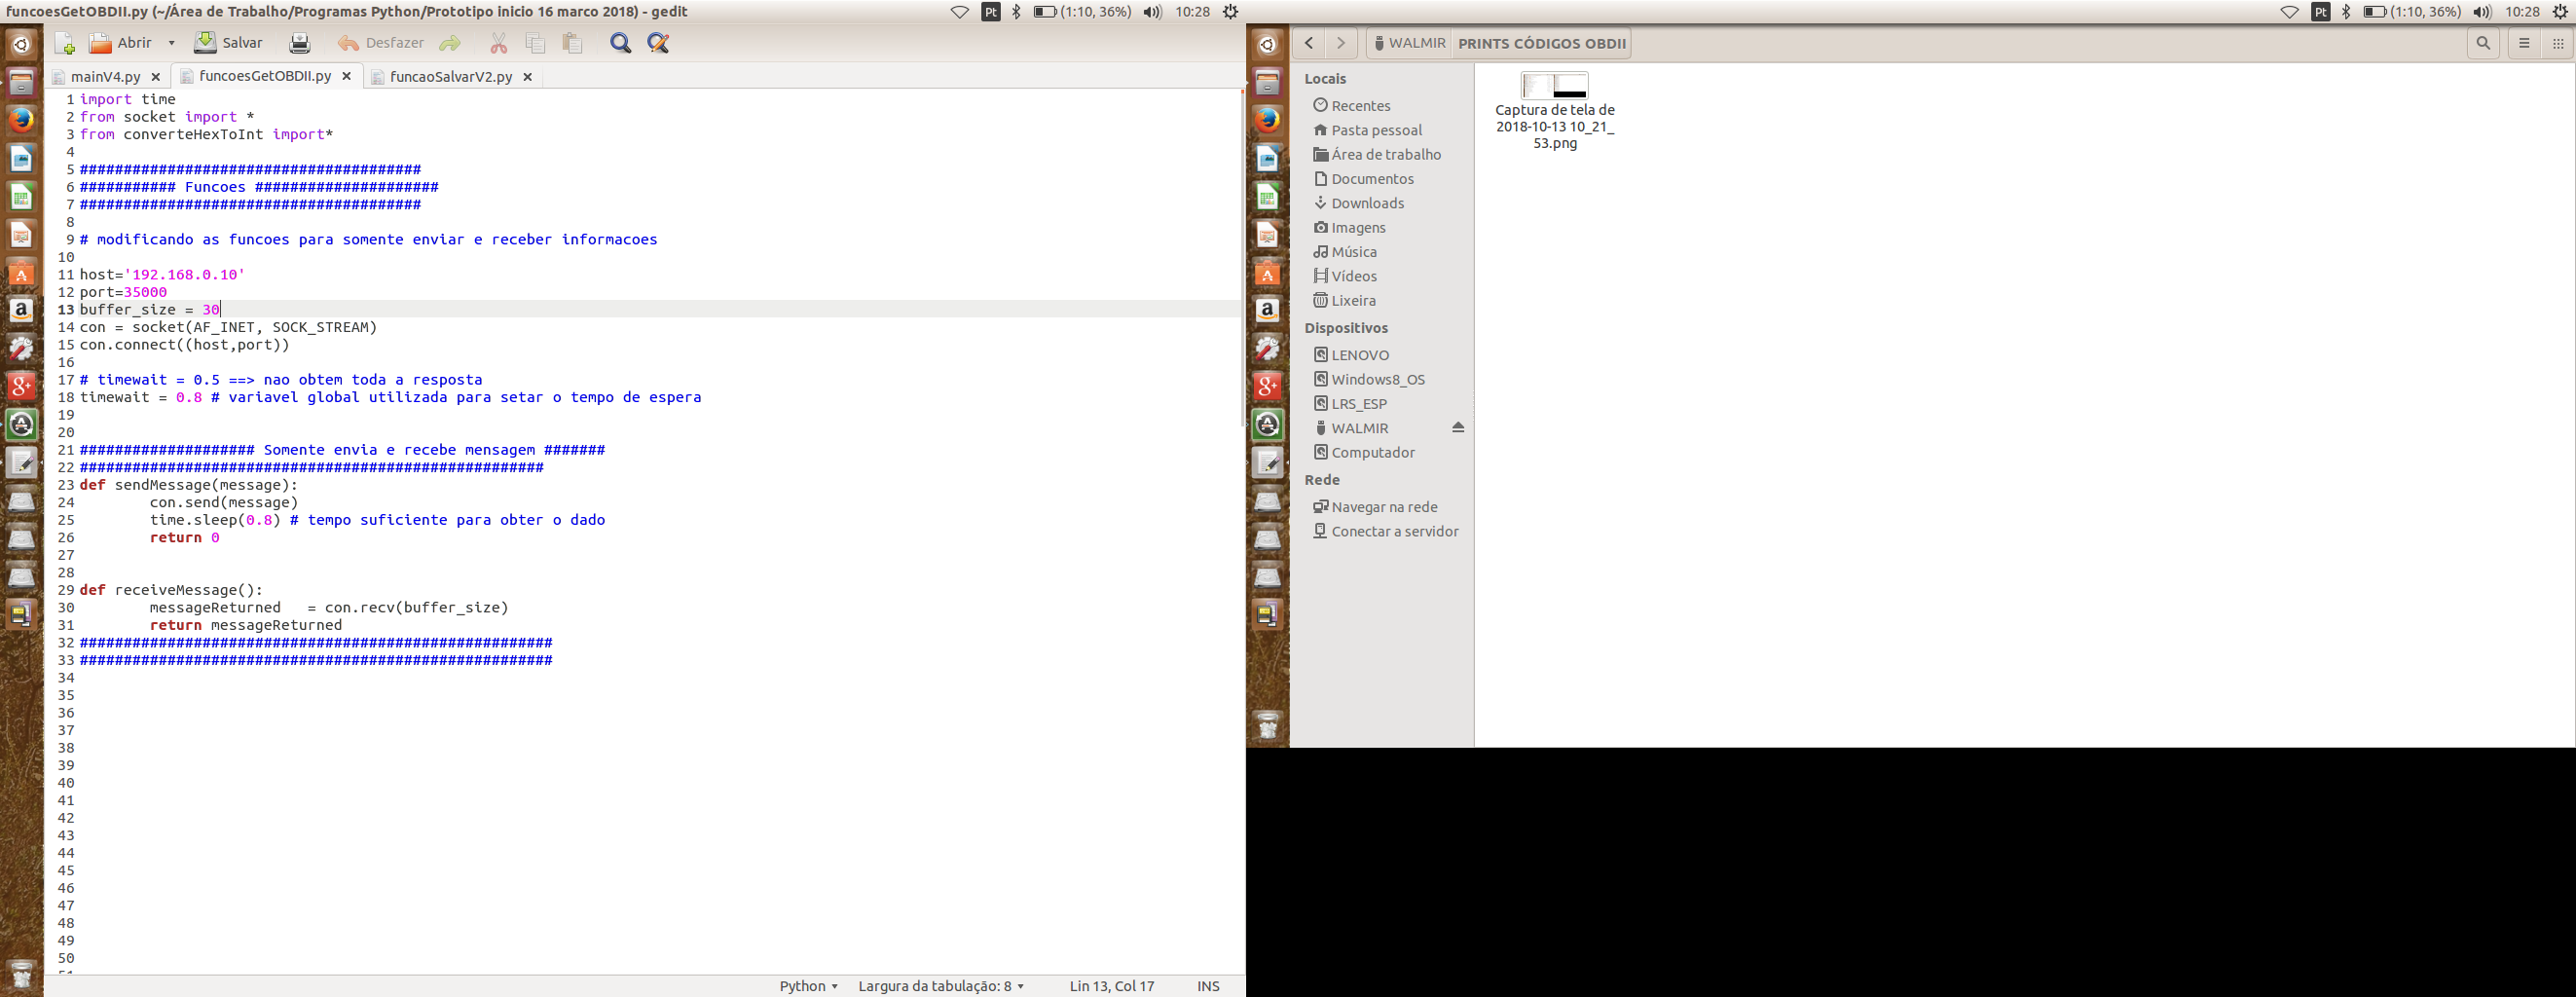 funcoesGetOBDII.py (~/Área de Trabalho/Programas Python/Prototipo inicio 16 marco 2018) - gedit
Pt (1:10, 36%) 10:28
Abrir Salvar Desfazer
mainV4.py × funcoesGetOBDII.py × funcaoSalvarV2.py ×
1 import time
2 from socket import *
3 from converteHexToInt import*
4
5 #######################################
6 ########### Funcoes #####################
7 #######################################
8
9 # modificando as funcoes para somente enviar e receber informacoes
10
11 host='192.168.0.10'
12 port=35000
13 buffer_size = 30
14 con = socket(AF_INET, SOCK_STREAM)
15 con.connect((host,port))
16
17 # timewait = 0.5 ==> nao obtem toda a resposta
18 timewait = 0.8 # variavel global utilizada para setar o tempo de espera
19
20
21 #################### Somente envia e recebe mensagem #######
22 #####################################################
23 def sendMessage(message):
24         con.send(message)
25         time.sleep(0.8) # tempo suficiente para obter o dado
26         return 0
27
28
29 def receiveMessage():
30         messageReturned   = con.recv(buffer_size)
31         return messageReturned
32 ######################################################
33 ######################################################
34
35
36
37
38
39
40
41
42
43
44
45
46
47
48
49
50
Python Largura da tabulação: 8 Lin 13, Col 17 INS
Pt (1:10, 36%) 10:28
WALMIR PRINTS CÓDIGOS OBDII
Locais
Recentes
Pasta pessoal
Área de trabalho
Documentos
Downloads
Imagens
Música
Vídeos
Lixeira
Dispositivos
LENOVO
Windows8_OS
LRS_ESP
WALMIR
Computador
Rede
Navegar na rede
Conectar a servidor
Captura de tela de
2018-10-13 10_21_
53.png